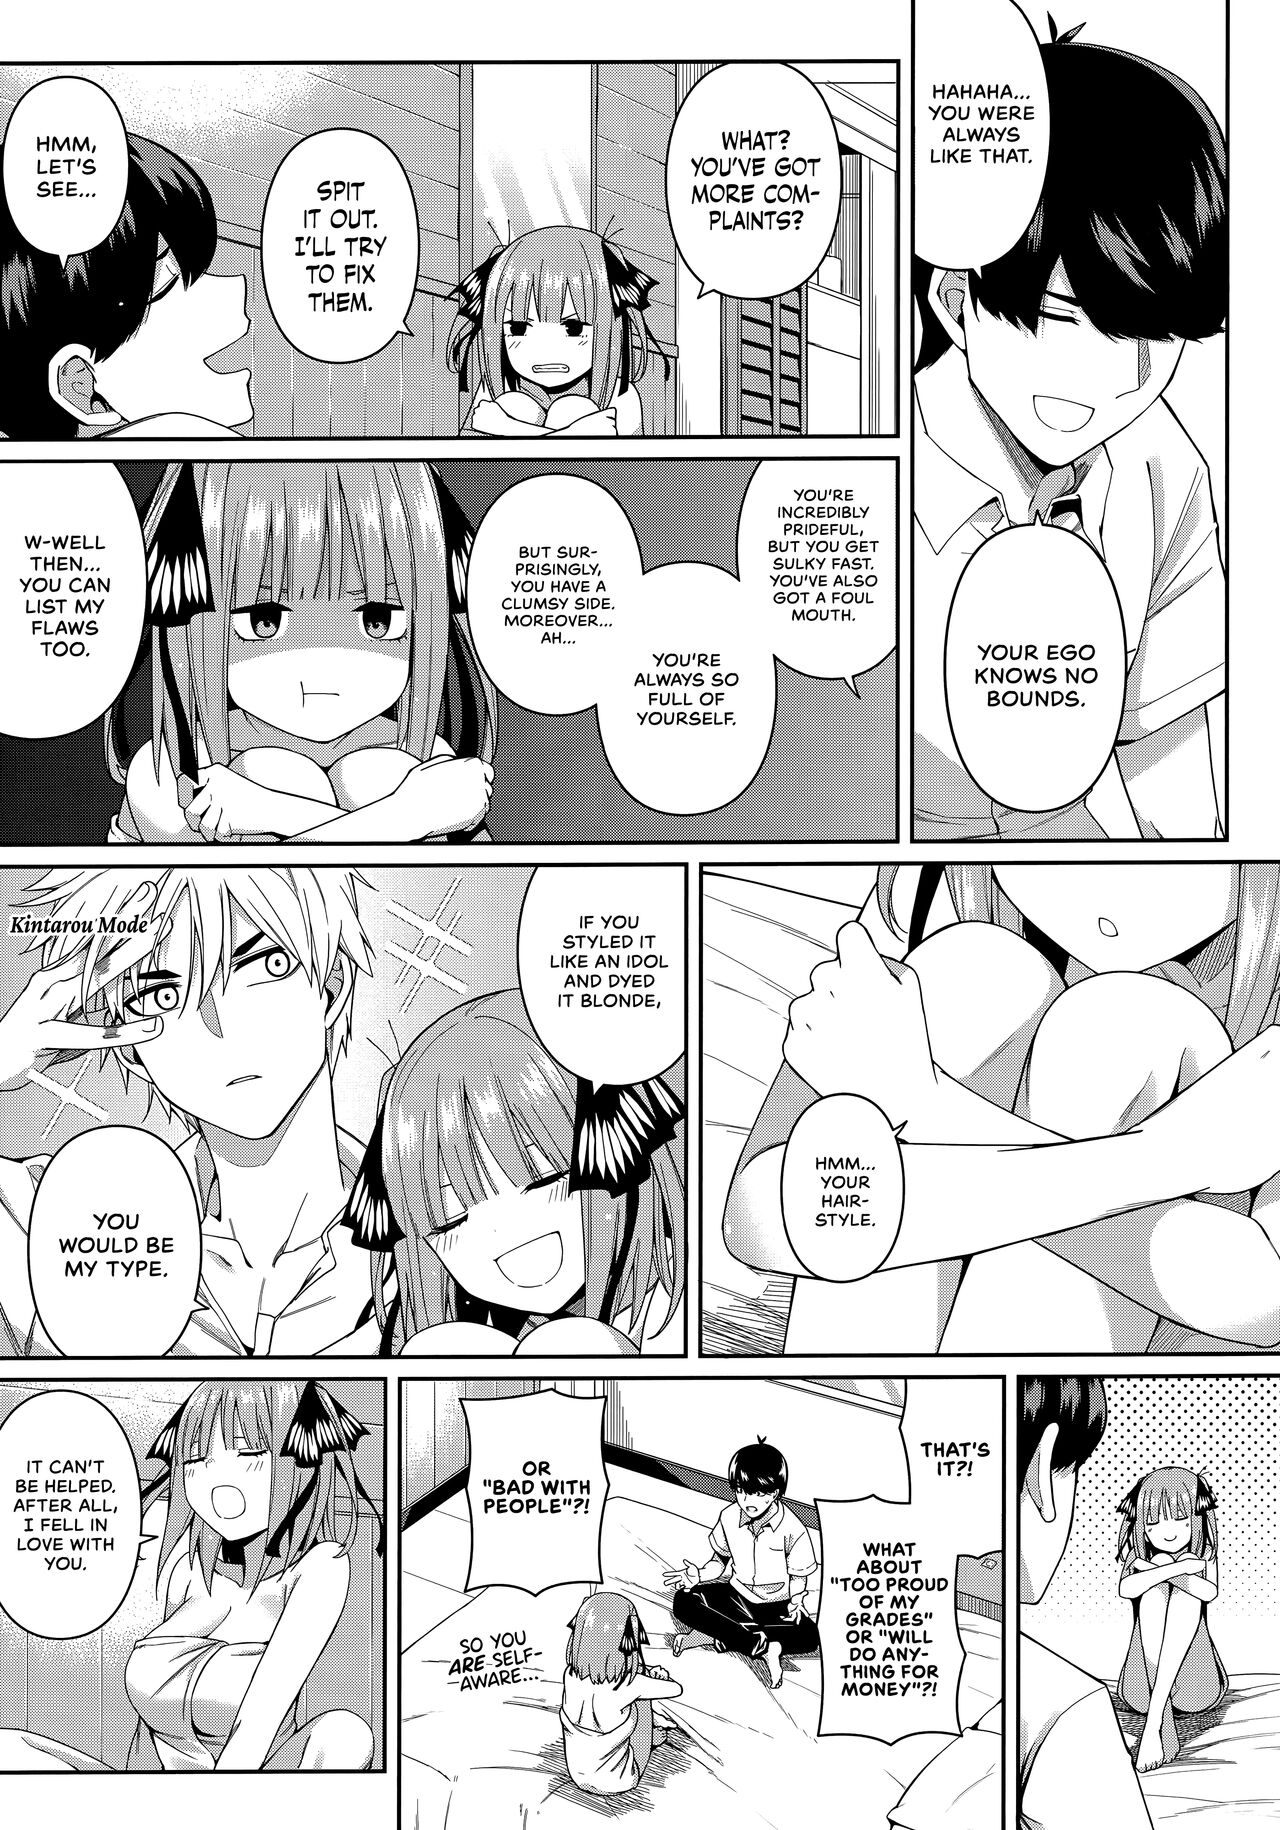 HAHAHA...
YOU WERE
ALWAYS
LIKE THAT.
YOUR EGO
KNOWS NO
BOUNDS.
WHAT?
YOU'VE GOT
MORE COM-
PLAINTS?
SPIT
IT OUT.
I'LL TRY
TO FIX
THEM.
HMM,
LET'S
SEE...
YOU'RE
INCREDIBLY
PRIDEFUL,
BUT YOU GET
SULKY FAST.
YOU'VE ALSO
GOT A FOUL
MOUTH.
YOU'RE
ALWAYS SO
FULL OF
YOURSELF.
BUT SUR-
PRISINGLY,
YOU HAVE A
CLUMSY SIDE.
MOREOVER...
AH...
W-WELL
THEN...
YOU CAN
LIST MY
FLAWS
TOO.
HMM...
YOUR
HAIR-
STYLE.
IF YOU
STYLED IT
LIKE AN IDOL
AND DYED
IT BLONDE,
Kintarou Mode
YOU
WOULD BE
MY TYPE.
THAT'S
IT?!
WHAT
ABOUT
"TOO PROUD
OF MY
GRADES"
OR "WILL
DO ANY-
THING FOR
MONEY"?!
OR
"BAD WITH
PEOPLE"?!
SO YOU
ARE SELF-
AWARE...
IT CAN'T
BE HELPED.
AFTER ALL,
I FELL IN
LOVE WITH
YOU.